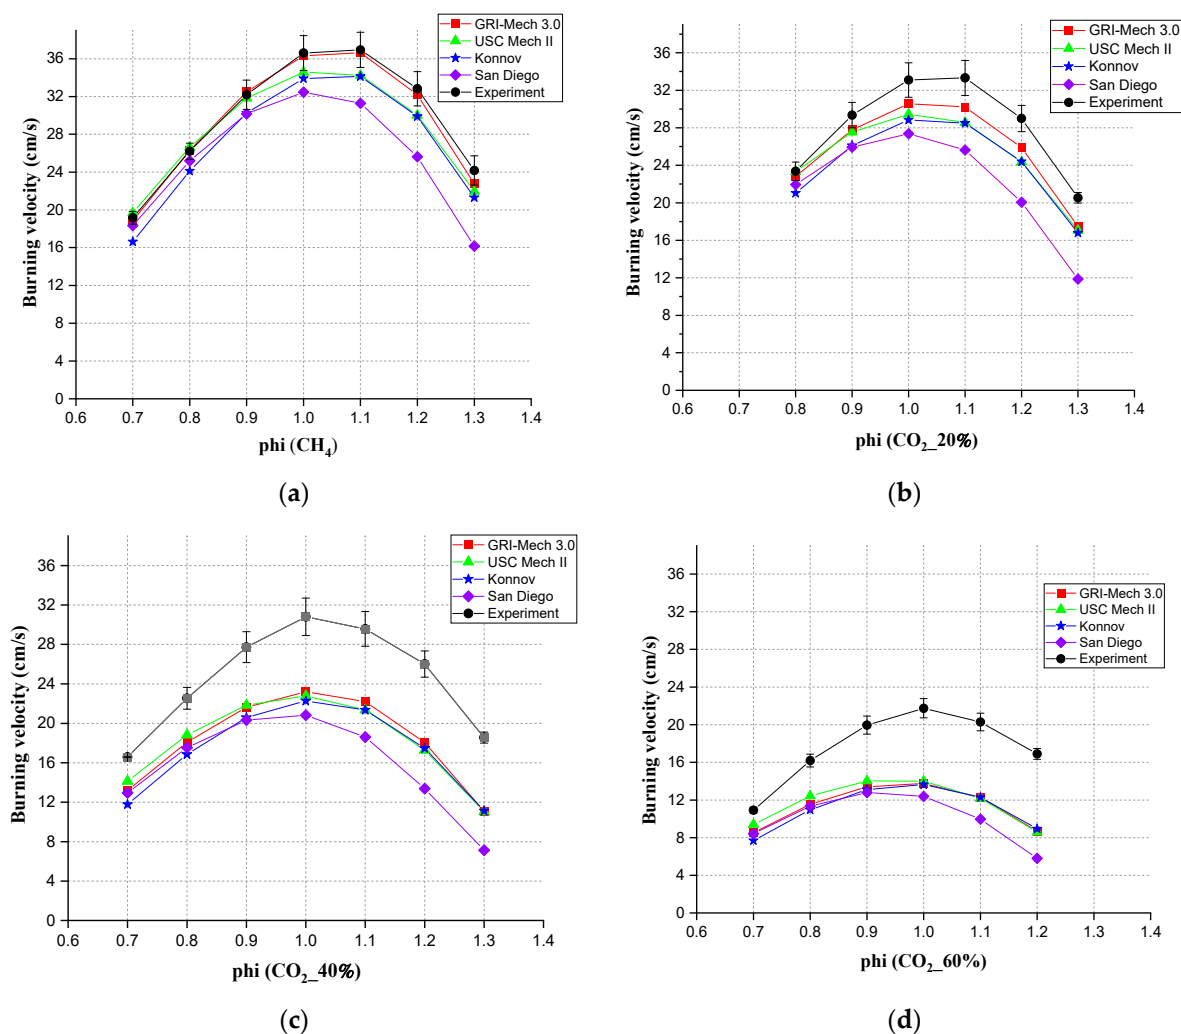 GRI-Mech 3.0
USC Mech II
Konnov
San Diego
Experiment
Burning velocity (cm/s)
36
32
28
24
20
16
12
8
4
0
0.6 0.7 0.8 0.9 1.0 1.1 1.2 1.3 1.4
phi (CH₄)
(a)
GRI-Mech 3.0
USC Mech II
Konnov
San Diego
Experiment
Burning velocity (cm/s)
36
32
28
24
20
16
12
8
4
0
0.6 0.7 0.8 0.9 1.0 1.1 1.2 1.3 1.4
phi (CO₂_20%)
(b)
GRI-Mech 3.0
USC Mech II
Konnov
San Diego
Experiment
Burning velocity (cm/s)
36
32
28
24
20
16
12
8
4
0
0.6 0.7 0.8 0.9 1.0 1.1 1.2 1.3 1.4
phi (CO₂_40%)
(c)
GRI-Mech 3.0
USC Mech II
Konnov
San Diego
Experiment
Burning velocity (cm/s)
36
32
28
24
20
16
12
8
4
0
0.6 0.7 0.8 0.9 1.0 1.1 1.2 1.3 1.4
phi (CO₂_60%)
(d)